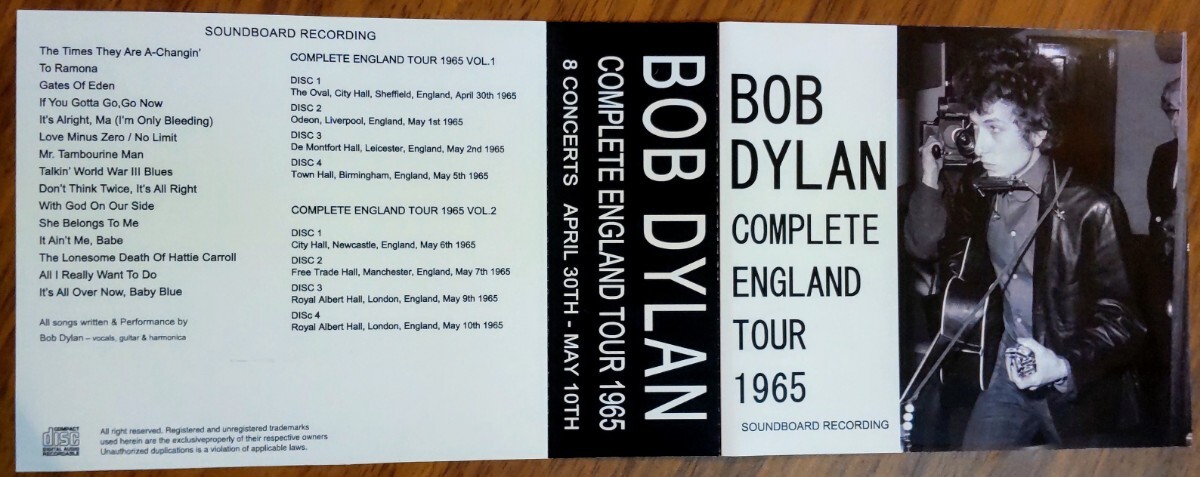 SOUNDBOARD RECORDING
The Times They Are A-Changin'
To Ramona
Gates Of Eden
If You Gotta Go,Go Now
It's Alright, Ma (I'm Only Bleeding)
Love Minus Zero / No Limit
Mr. Tambourine Man
Talkin' World War III Blues
Don't Think Twice, It's All Right
With God On Our Side
She Belongs To Me
It Ain't Me, Babe
The Lonesome Death Of Hattie Carroll
All I Really Want To Do
It's All Over Now, Baby Blue
All songs written & Performance by
Bob Dylan – vocals, guitar & harmonica
COMPLETE ENGLAND TOUR 1965 VOL.1
DISC 1
The Oval, City Hall, Sheffield, England, April 30th 1965
DISC 2
Odeon, Liverpool, England, May 1st 1965
DISC 3
De Montfort Hall, Leicester, England, May 2nd 1965
DISC 4
Town Hall, Birmingham, England, May 5th 1965
COMPLETE ENGLAND TOUR 1965 VOL.2
DISC 1
City Hall, Newcastle, England, May 6th 1965
DISC 2
Free Trade Hall, Manchester, England, May 7th 1965
DISC 3
Royal Albert Hall, London, England, May 9th 1965
DISc 4
Royal Albert Hall, London, England, May 10th 1965
COMPACT
disc
DIGITAL AUDIO
RECORDABLE
All right reserved. Registered and unregistered trademarks
used herein are the exclusiveproperty of their respective owners
Unauthorized duplications is a violation of applicable laws.
BOB DYLAN
COMPLETE ENGLAND TOUR 1965
8 CONCERTS APRIL 30TH - MAY 10TH
BOB
DYLAN
COMPLETE
ENGLAND
TOUR
1965
SOUNDBOARD RECORDING